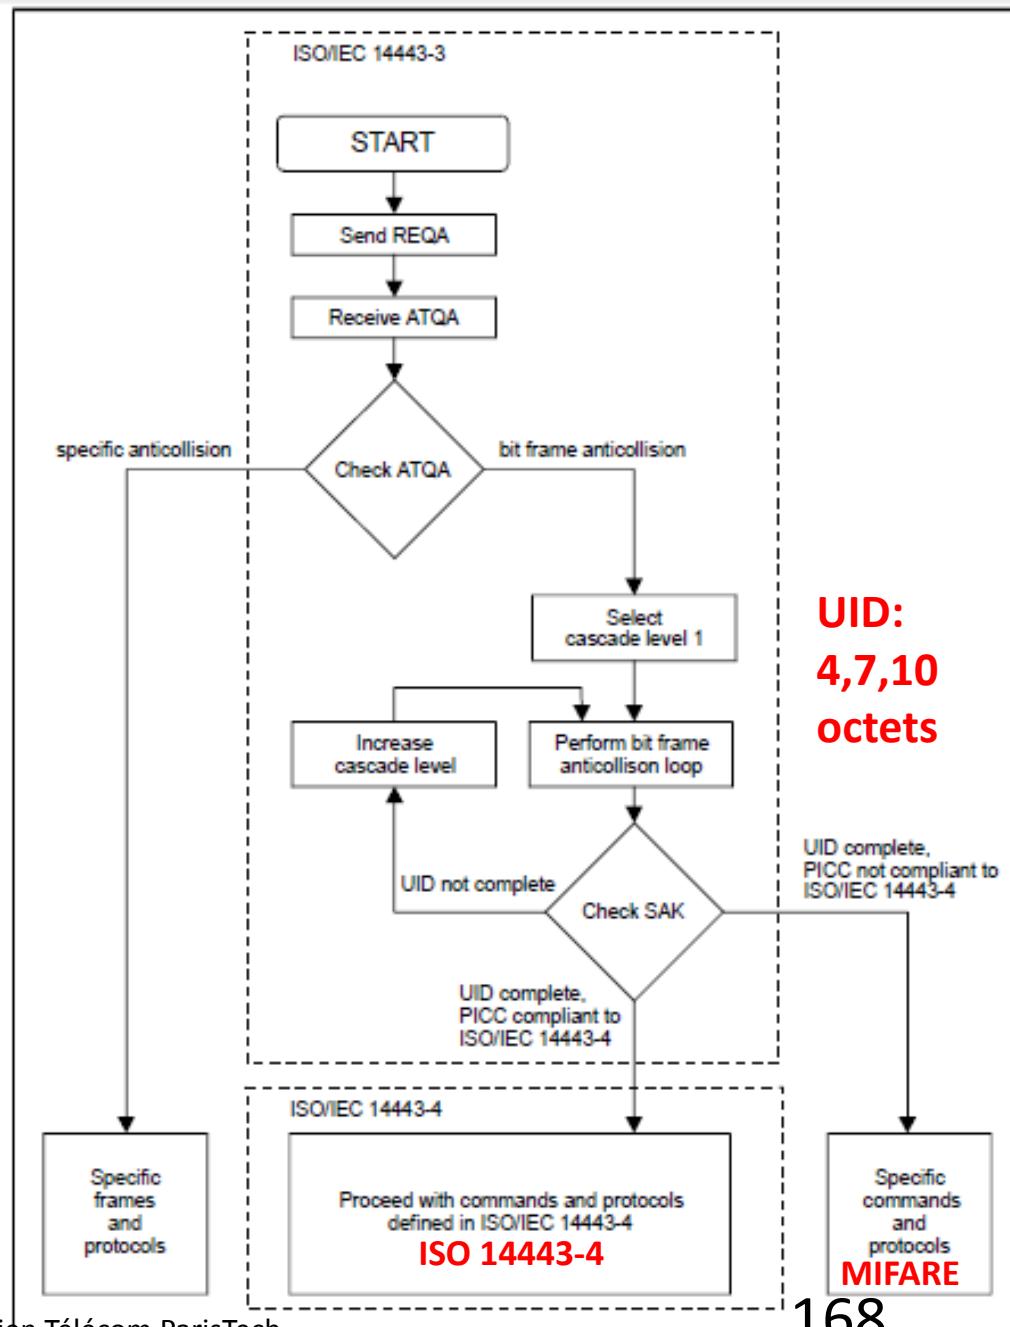 ISO/IEC 14443-3
START
Send REQA
Receive ATQA
specific anticollision
Check ATQA
bit frame anticollision
Select
cascade level 1
UID:
4,7,10
octets
Increase
cascade level
Perform bit frame
anticollison loop
UID not complete
Check SAK
UID complete,
PICC not compliant to
ISO/IEC 14443-4
UID complete,
PICC compliant to
ISO/IEC 14443-4
ISO/IEC 14443-4
Specific
frames
and
protocols
Proceed with commands and protocols
defined in ISO/IEC 14443-4
ISO 14443-4
Specific
commands
and
protocols
MIFARE
Télécom ParisTech
168